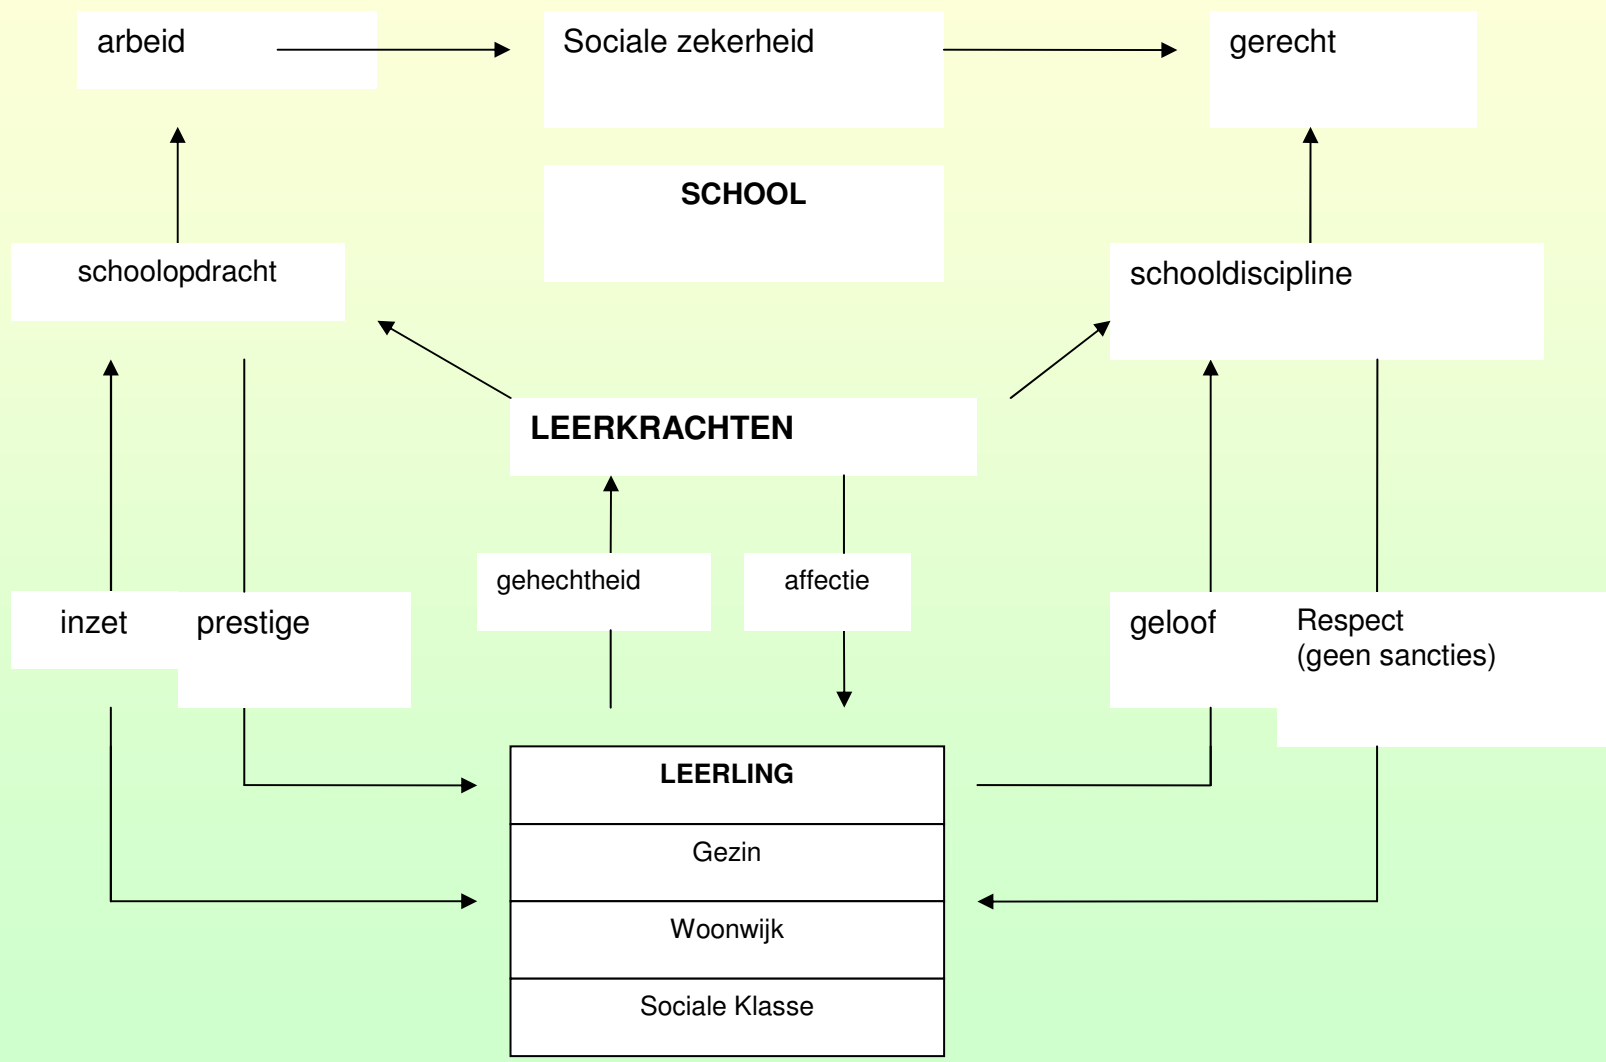 arbeid
Sociale zekerheid
gerecht
SCHOOL
schoolopdracht
schooldiscipline
LEERKRACHTEN
gehechtheid
affectie
inzet
prestige
geloof
Respect
(geen sancties)
LEERLING
Gezin
Woonwijk
Sociale Klasse